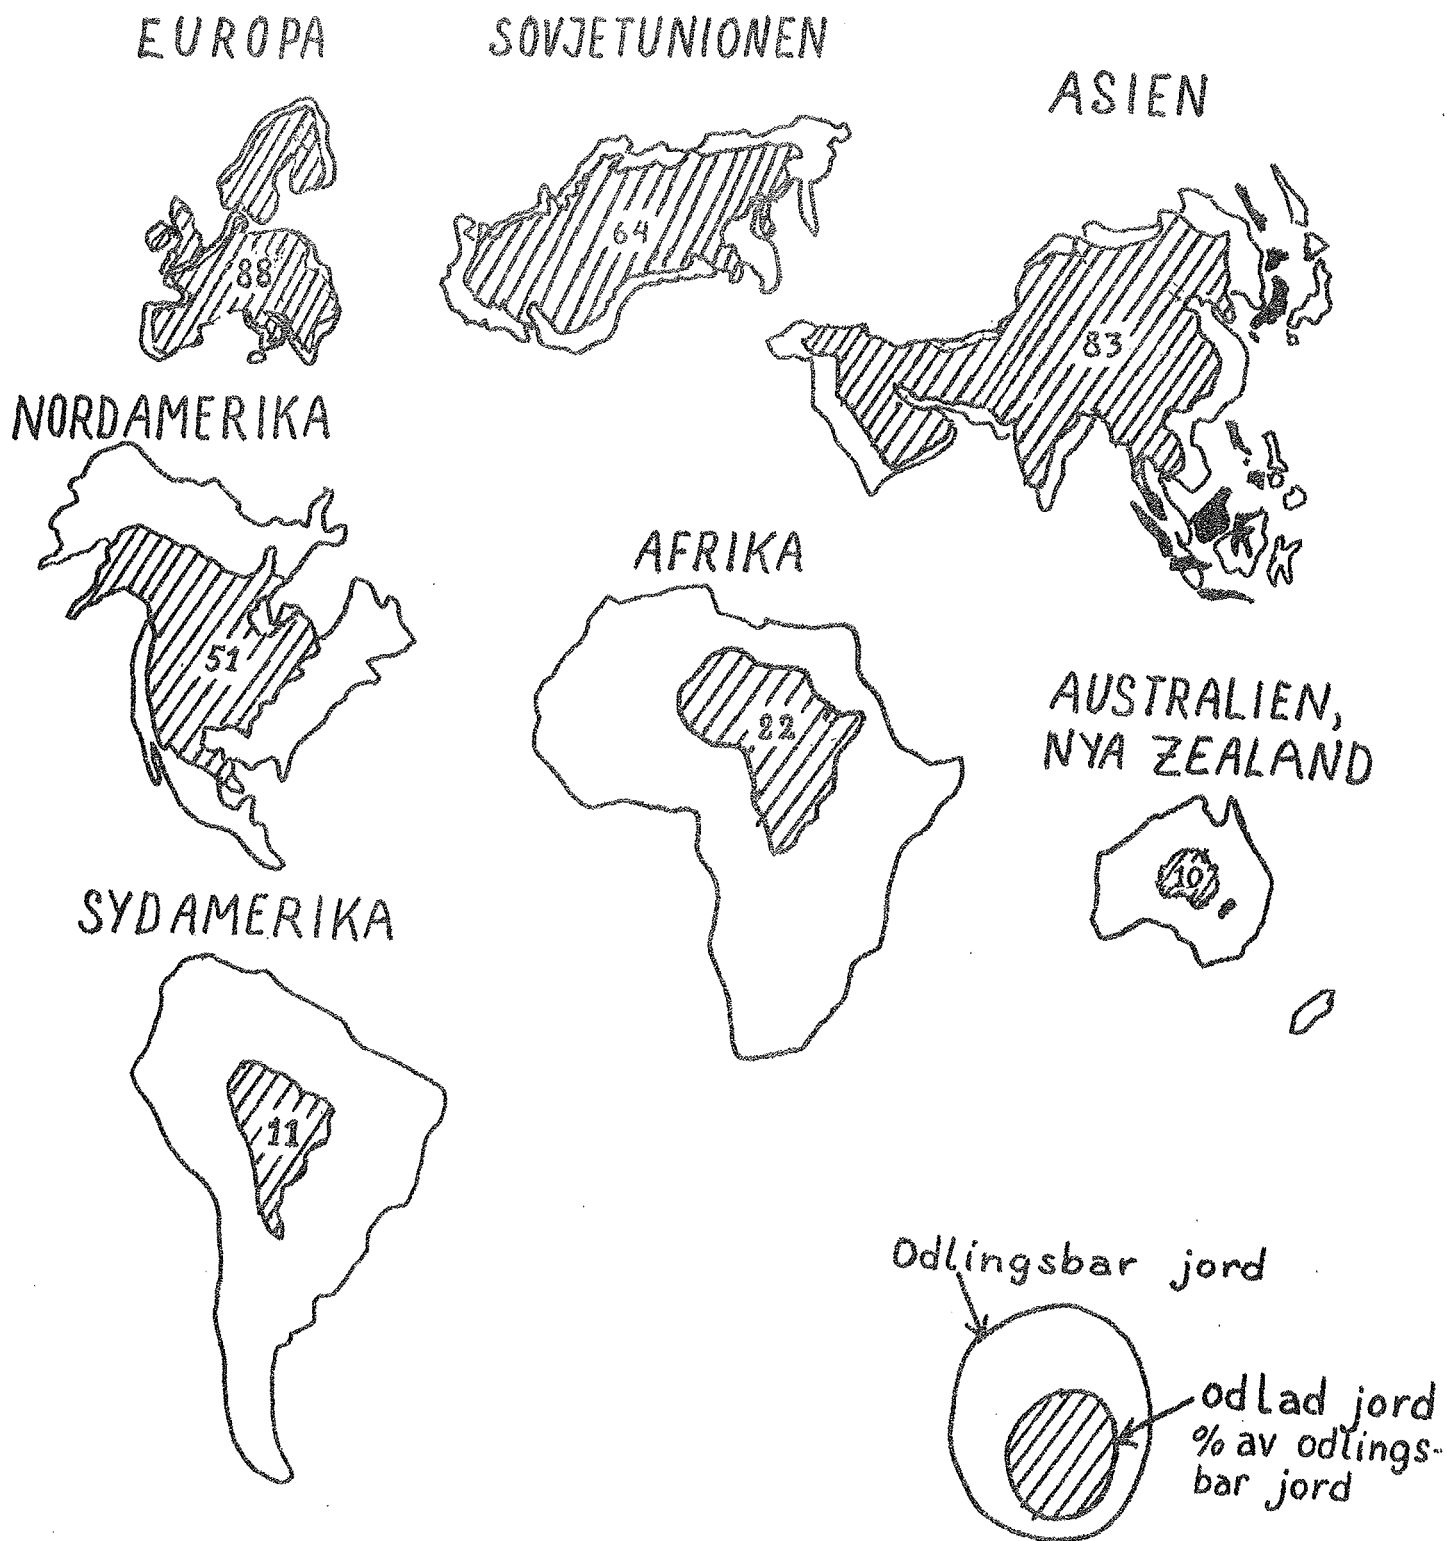 EUROPA
88
SOVJETUNIONEN
64
ASIEN
83
NORDAMERIKA
51
AFRIKA
22
AUSTRALIEN,
NYA ZEALAND
10
SYDAMERIKA
11
Odlingsbar jord
odlad jord
% av odlings-
bar jord